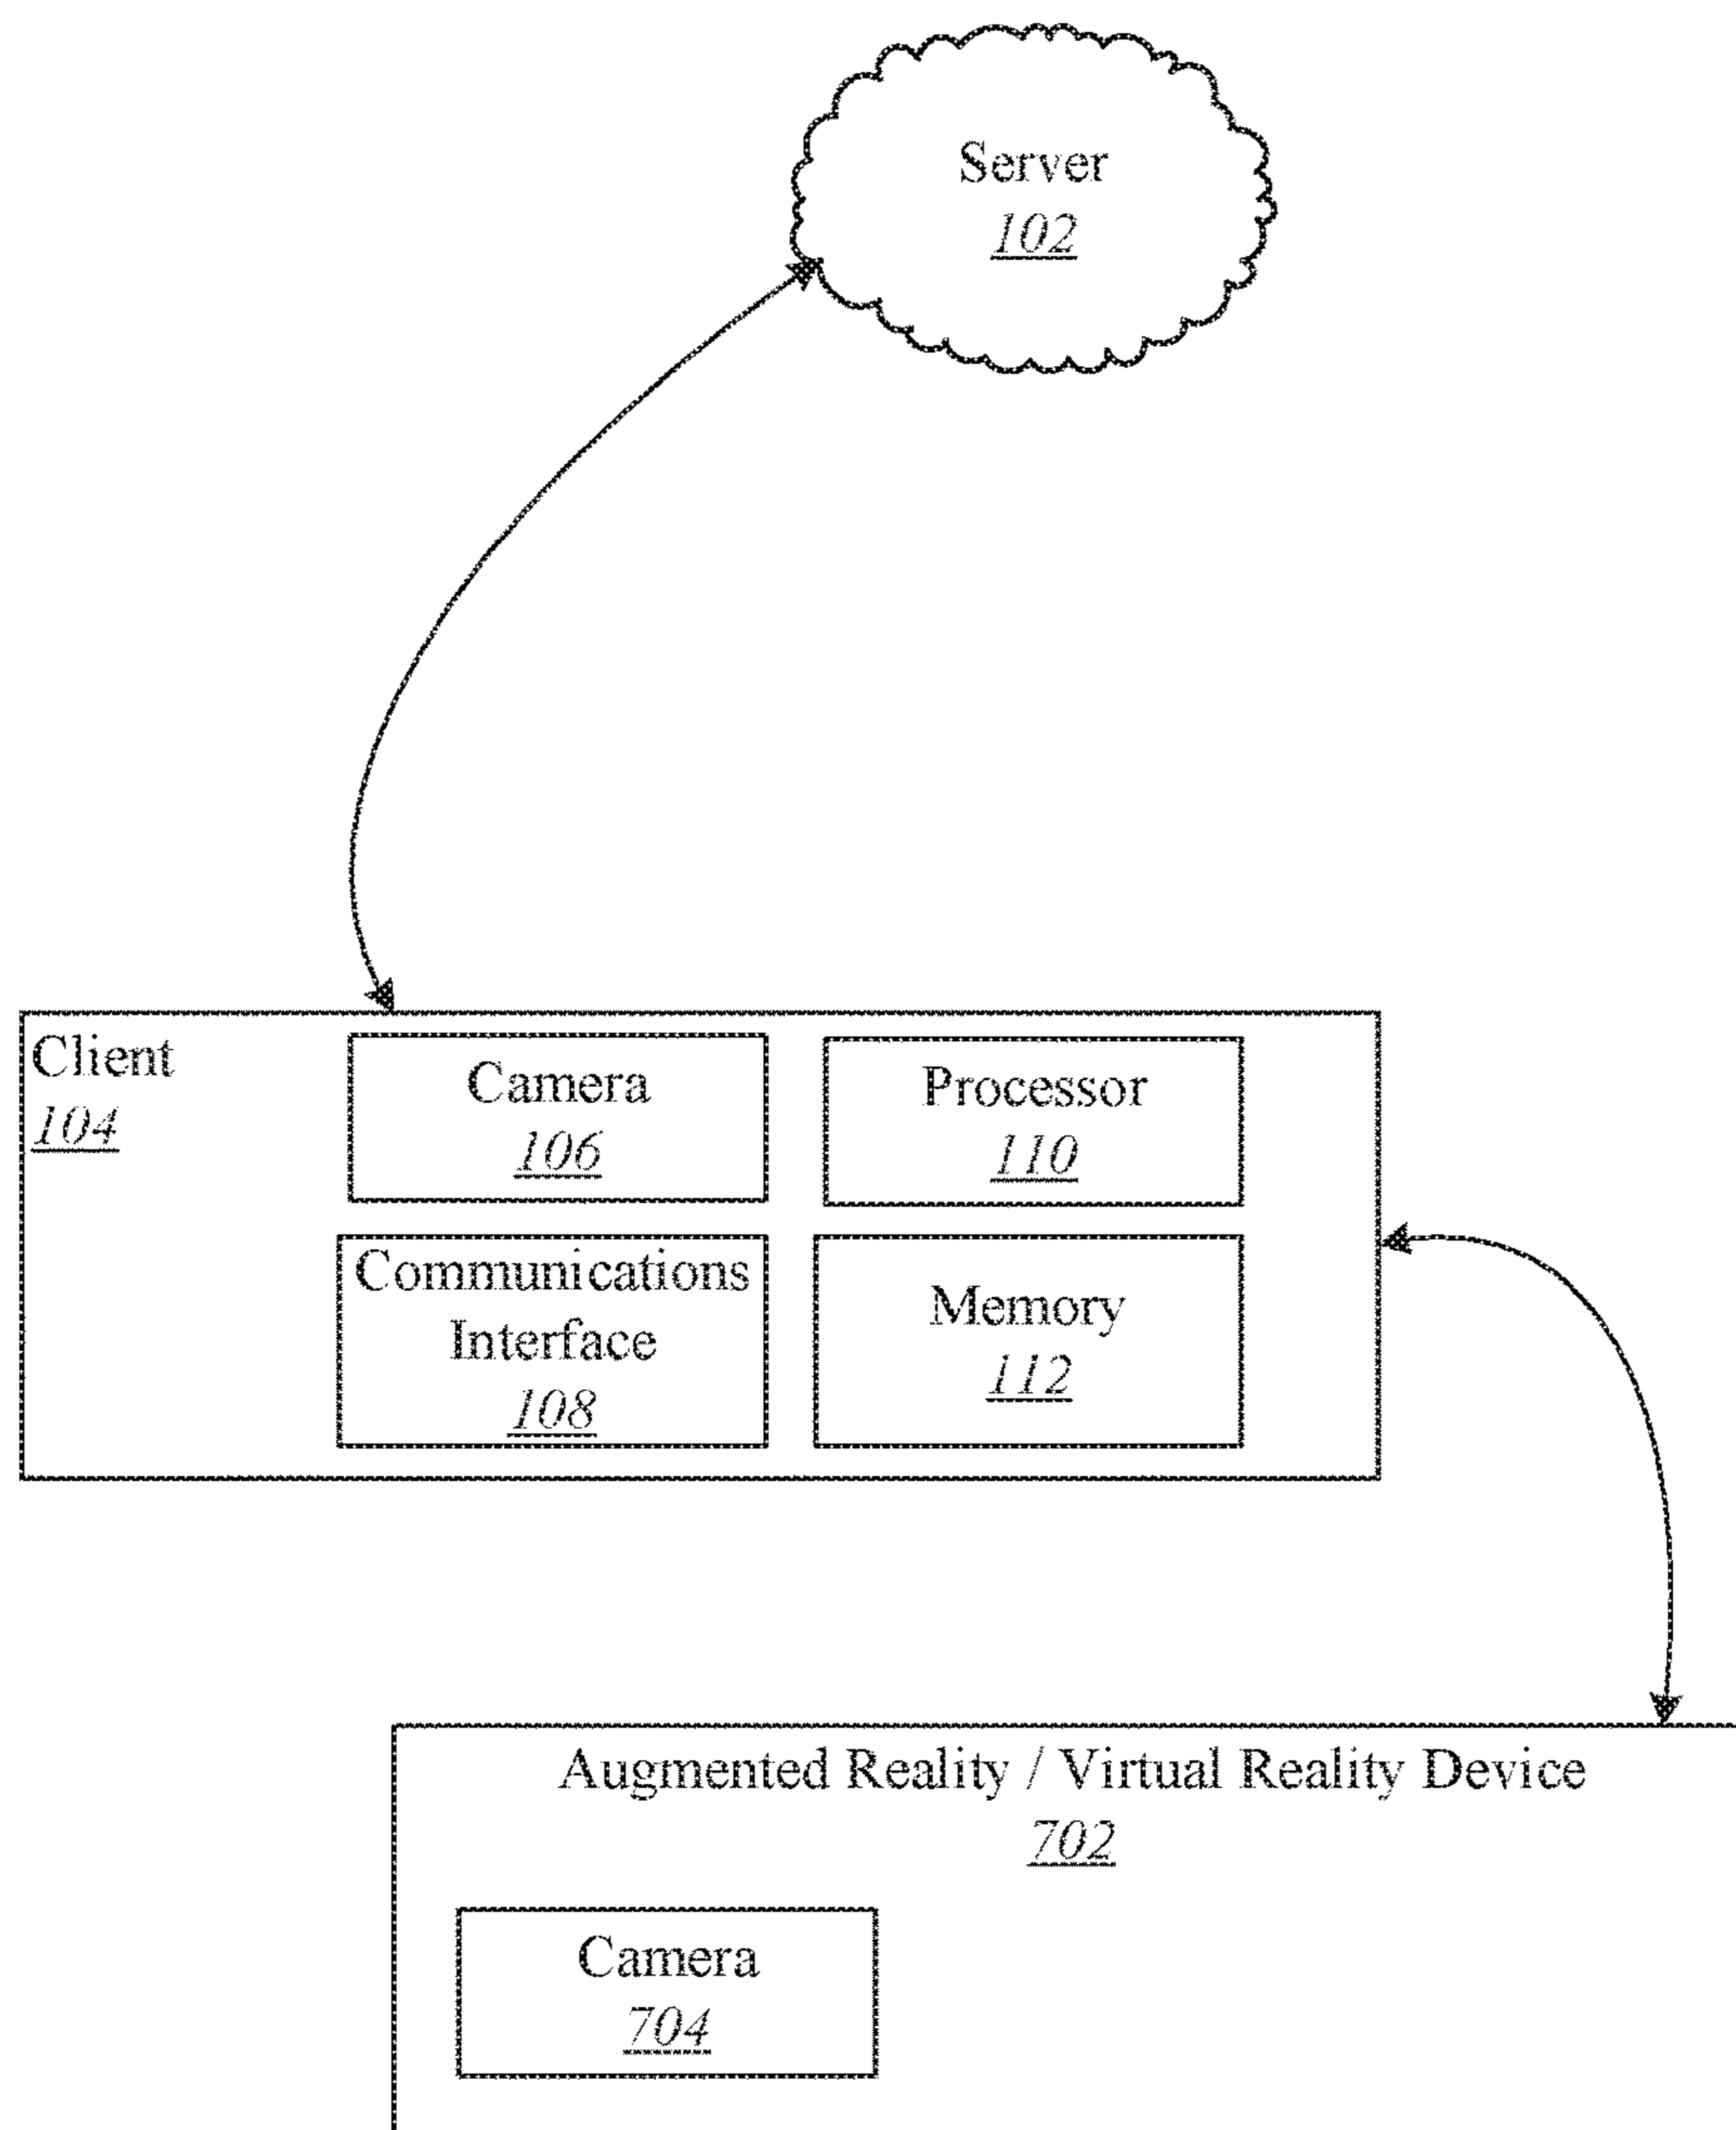 Server
102
Client
104
Camera
106
Processor
110
Communications
Interface
108
Memory
112
Augmented Reality / Virtual Reality Device
702
Camera
704